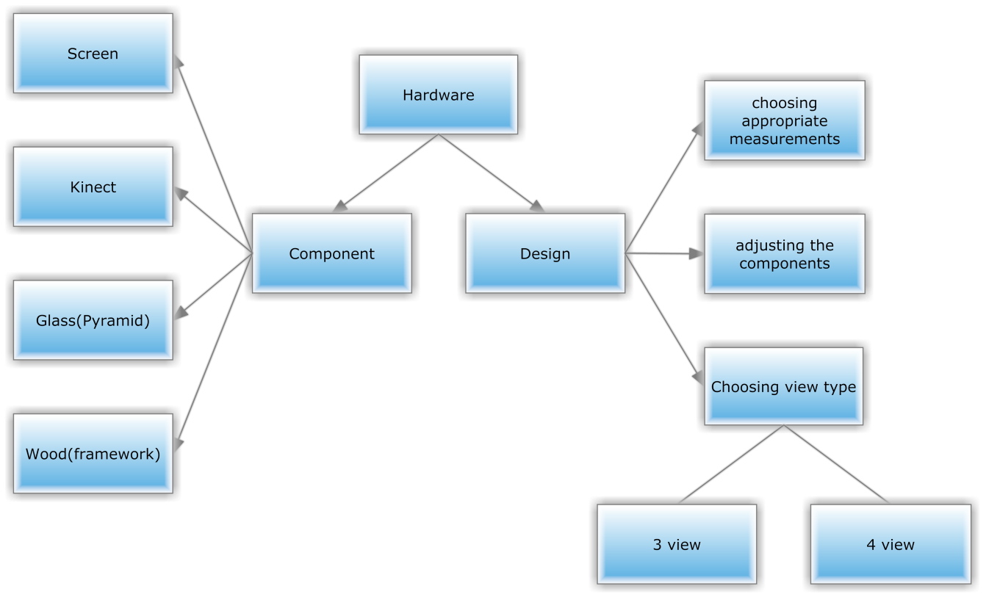 Screen
Hardware
choosing
appropriate
measurements
Kinect
Component
Design
adjusting the
components
Glass(Pyramid)
Choosing view type
Wood(framework)
3 view
4 view